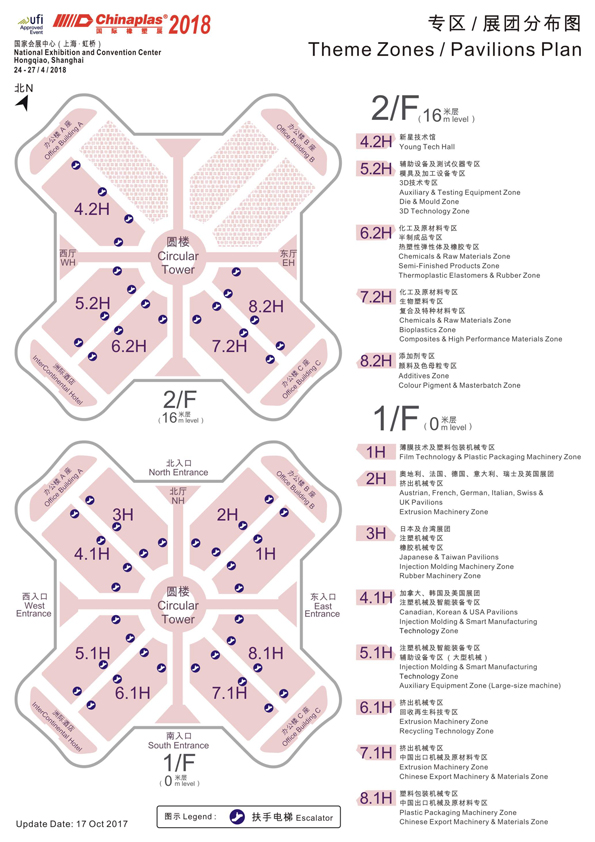 ufi
Approved
Event
Chinaplas® 2018
国际橡塑展
国家会展中心（上海·虹桥）
National Exhibition and Convention Center
Hongqiao, Shanghai
24 - 27 / 4 / 2018
专区/展团分布图
Theme Zones / Pavilions Plan
北N
办公楼 A 座
Office Building A
办公楼 B 座
Office Building B
4.2H
西厅
WH
圆楼
Circular
Tower
东厅
EH
5.2H
8.2H
6.2H
7.2H
洲际酒店
InterContinental Hotel
办公楼 C 座
Office Building C
2/F
(16米层
m level)
2/F (16米层
m level)
4.2H
新星技术馆
Young Tech Hall
5.2H
辅助设备及测试仪器专区
模具及加工设备专区
3D技术专区
Auxiliary & Testing Equipment Zone
Die & Mould Zone
3D Technology Zone
6.2H
化工及原材料专区
半制成品专区
热塑性弹性体及橡胶专区
Chemicals & Raw Materials Zone
Semi-Finished Products Zone
Thermoplastic Elastomers & Rubber Zone
7.2H
化工及原材料专区
生物塑料专区
复合及特种材料专区
Chemicals & Raw Materials Zone
Bioplastics Zone
Composites & High Performance Materials Zone
8.2H
添加剂专区
颜料及色母粒专区
Additives Zone
Colour Pigment & Masterbatch Zone
1/F (0米层
m level)
1H
薄膜技术及塑料包装机械专区
Film Technology & Plastic Packaging Machinery Zone
2H
奥地利、法国、德国、意大利、瑞士及英国展团
挤出机械专区
Austrian, French, German, Italian, Swiss &
UK Pavilions
Extrusion Machinery Zone
3H
日本及台湾展团
注塑机械专区
橡胶机械专区
Japanese & Taiwan Pavilions
Injection Molding Machinery Zone
Rubber Machinery Zone
4.1H
加拿大、韩国及美国展团
注塑机械及智能装备专区
Canadian, Korean & USA Pavilions
Injection Molding & Smart Manufacturing
Technology Zone
5.1H
注塑机械及智能装备专区
辅助设备专区（大型机械）
Injection Molding & Smart Manufacturing
Technology Zone
Auxiliary Equipment Zone (Large-size machine)
6.1H
挤出机械专区
回收再生科技专区
Extrusion Machinery Zone
Recycling Technology Zone
7.1H
挤出机械专区
中国出口机械及原材料专区
Extrusion Machinery Zone
Chinese Export Machinery & Materials Zone
8.1H
塑料包装机械专区
中国出口机械及原材料专区
Plastic Packaging Machinery Zone
Chinese Export Machinery & Materials Zone
北入口
North Entrance
办公楼 A 座
Office Building A
北厅
NH
办公楼 B 座
Office Building B
3H
2H
4.1H
1H
西入口
West
Entrance
圆楼
Circular
Tower
东入口
East
Entrance
5.1H
8.1H
6.1H
7.1H
洲际酒店
InterContinental Hotel
办公楼 C 座
Office Building C
南入口
South Entrance
1/F
(0米层
m level)
Update Date: 17 Oct 2017
图示 Legend : 扶手电梯 Escalator